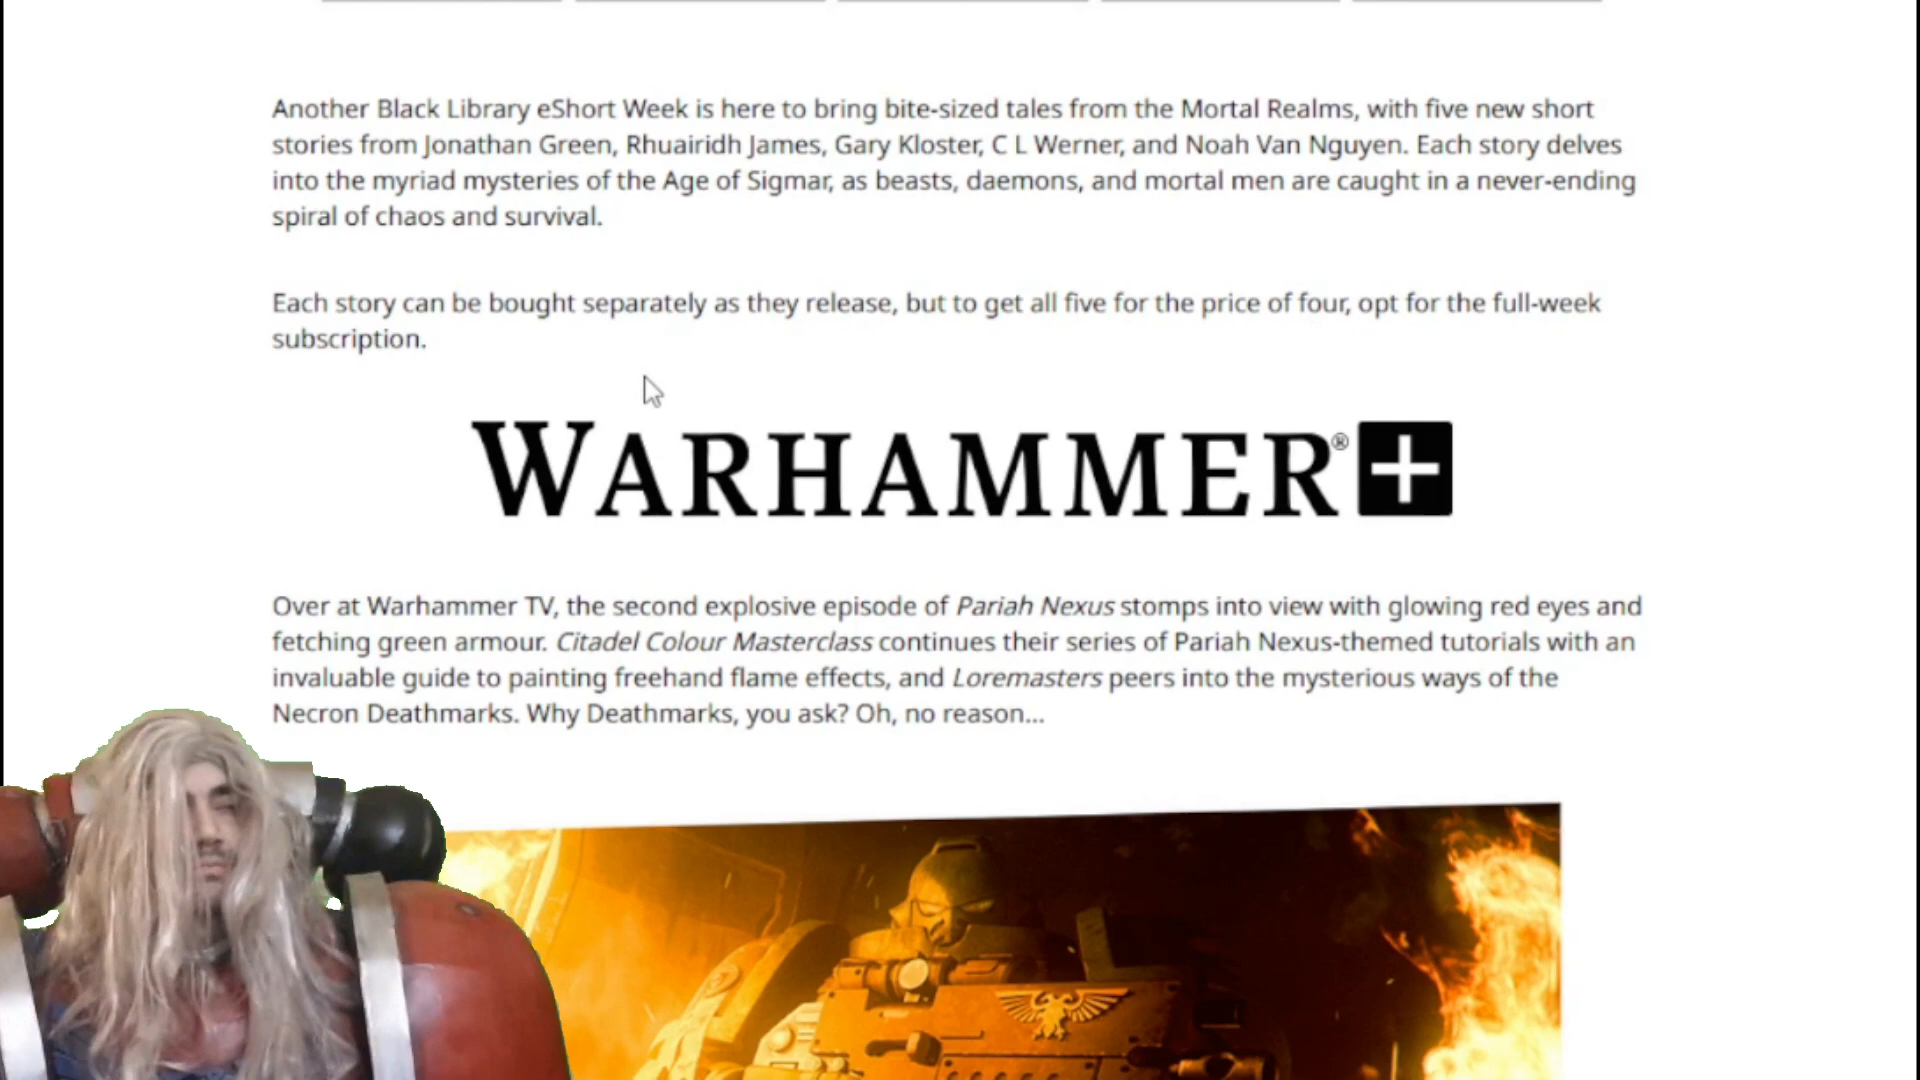 Another Black Library eShort Week is here to bring bite-sized tales from the Mortal Realms, with five new short
stories from Jonathan Green, Rhuairidh James, Gary Kloster, C L Werner, and Noah Van Nguyen. Each story delves
into the myriad mysteries of the Age of Sigmar, as beasts, daemons, and mortal men are caught in a never-ending
spiral of chaos and survival.
Each story can be bought separately as they release, but to get all five for the price of four, opt for the full-week
subscription.
WARHAMMER®+
Over at Warhammer TV, the second explosive episode of Pariah Nexus stomps into view with glowing red eyes and
fetching green armour. Citadel Colour Masterclass continues their series of Pariah Nexus-themed tutorials with an
invaluable guide to painting freehand flame effects, and Loremasters peers into the mysterious ways of the
Necron Deathmarks. Why Deathmarks, you ask? Oh, no reason...